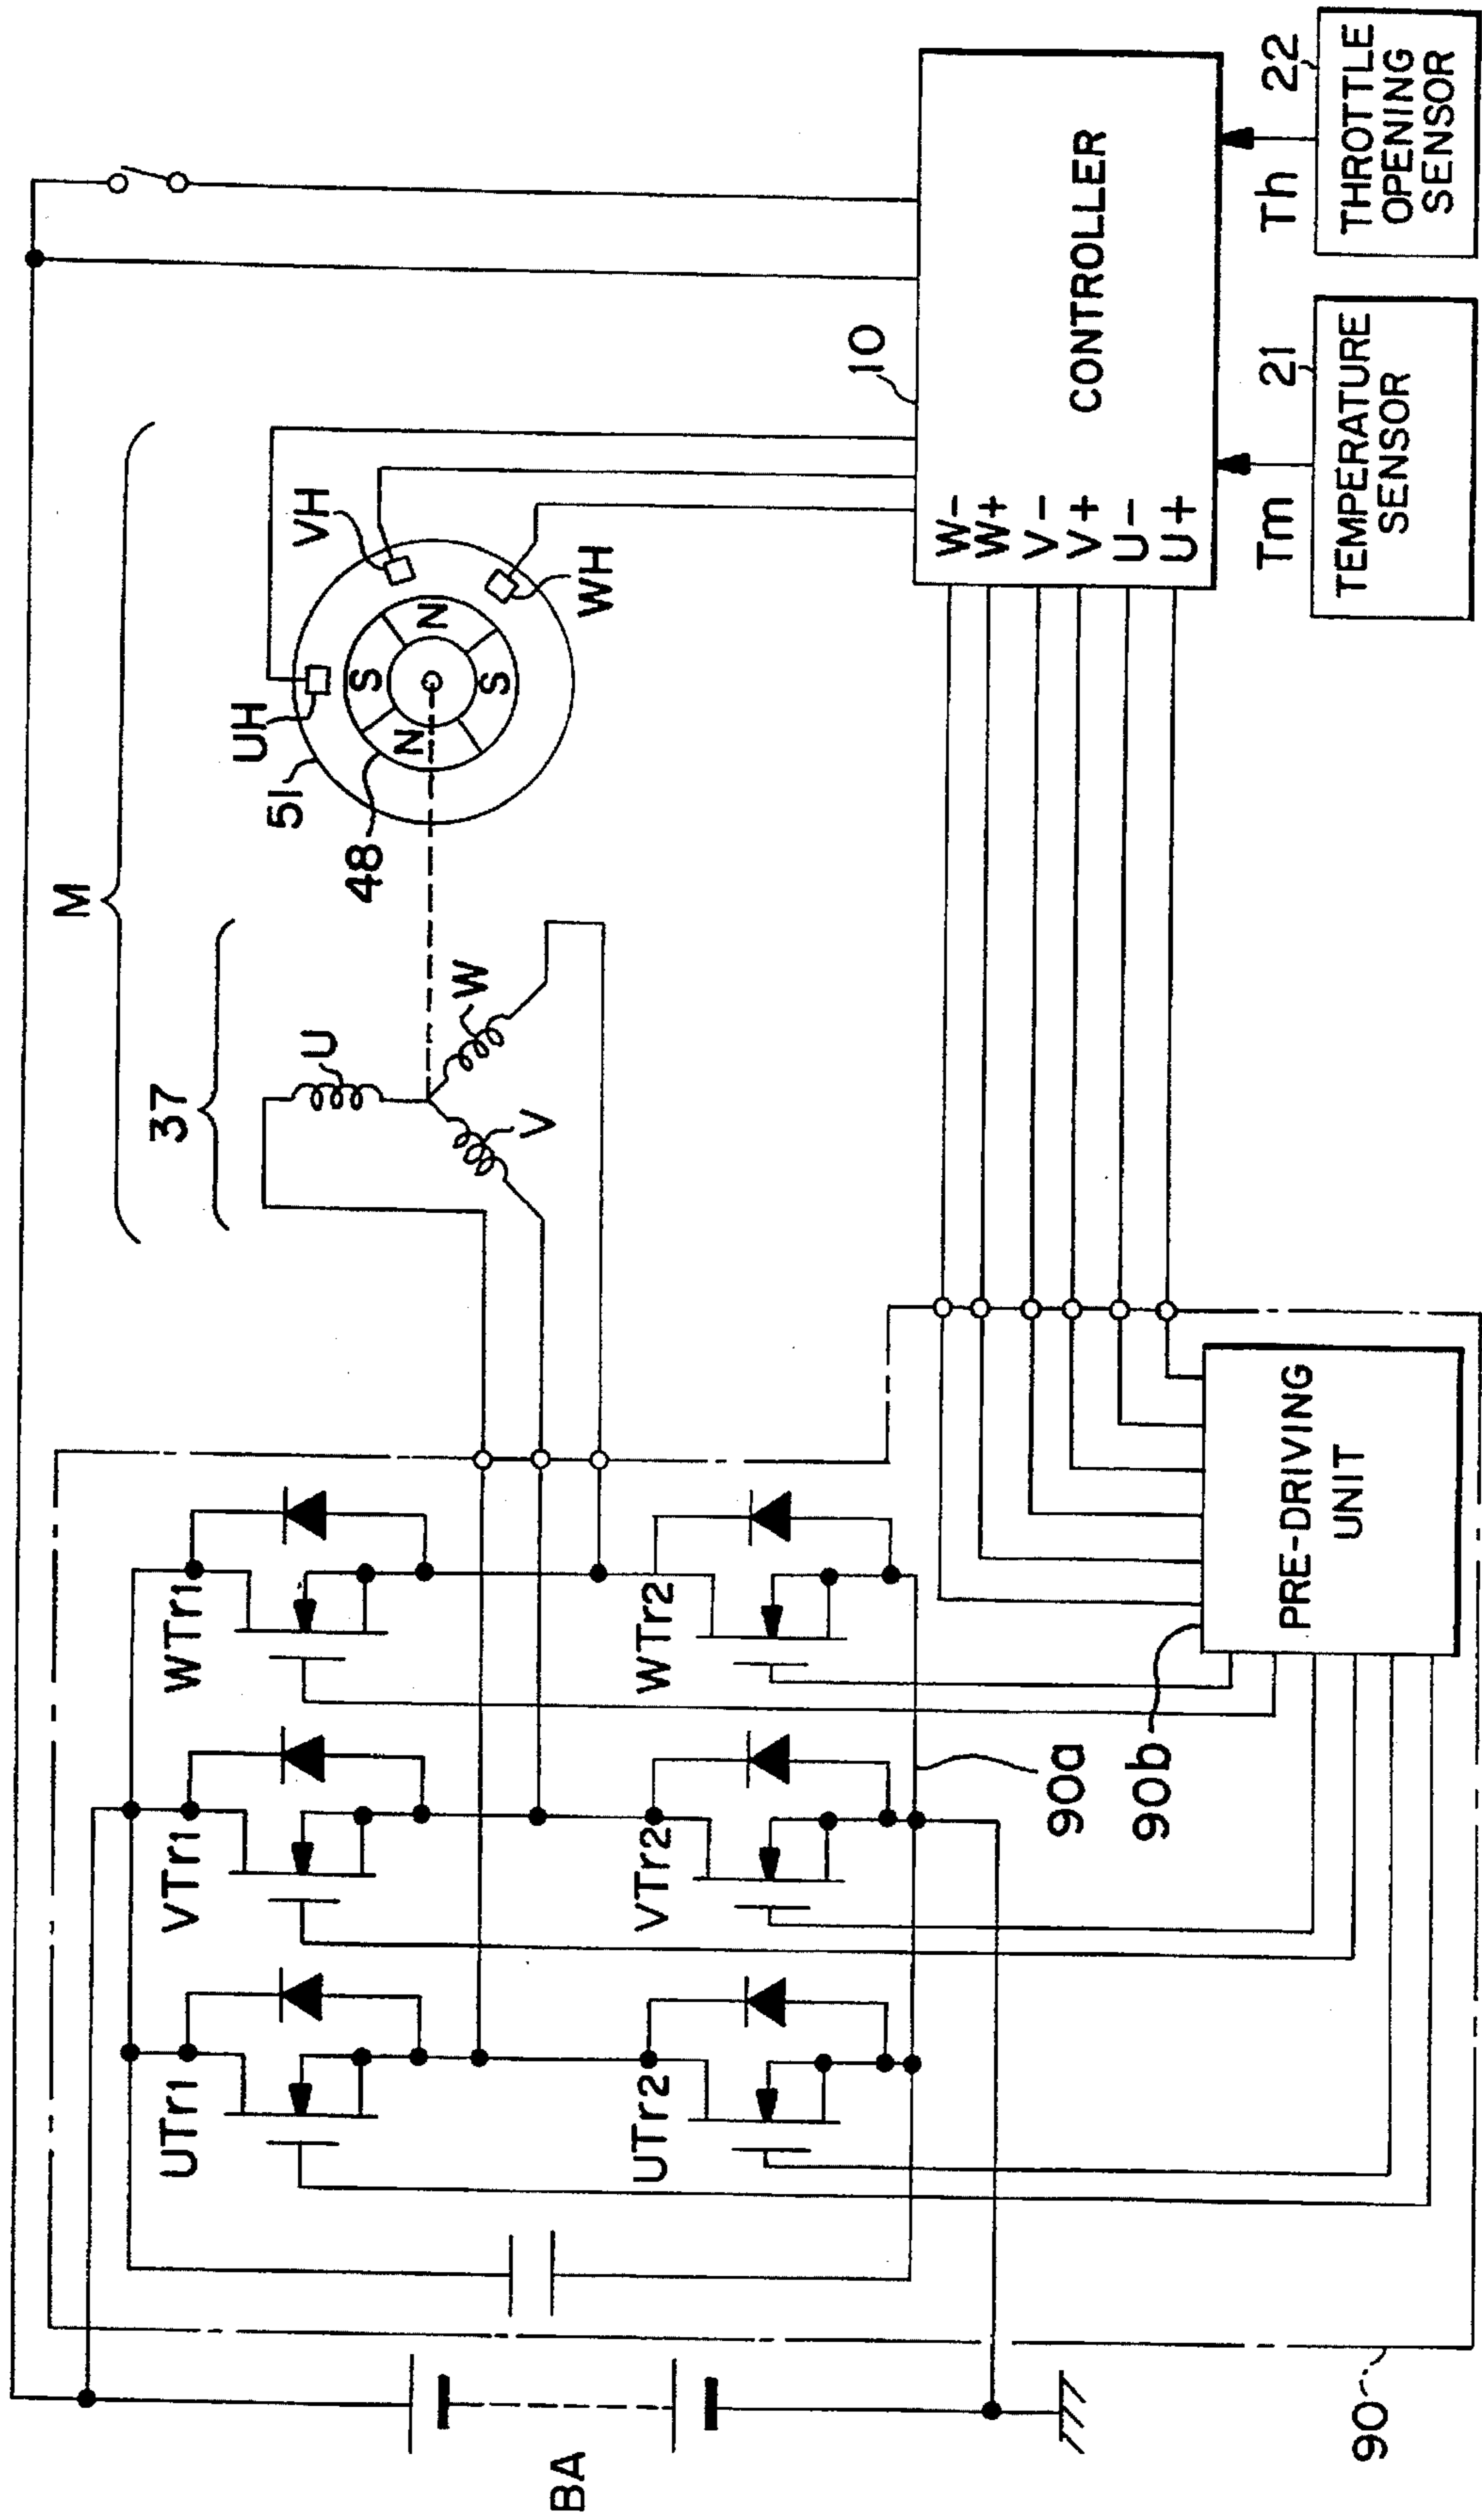 M
37
U
V
W
51
48
UH
VH
WH
N
S
S
N
10
CONTROLLER
W-
W+
V-
V+
U-
U+
Th
22
THROTTLE
OPENING
SENSOR
Tm
21
TEMPERATURE
SENSOR
UTr1
VTr1
WTr1
UTr2
VTr2
WTr2
90a
90b
PRE-DRIVING
UNIT
BA
90